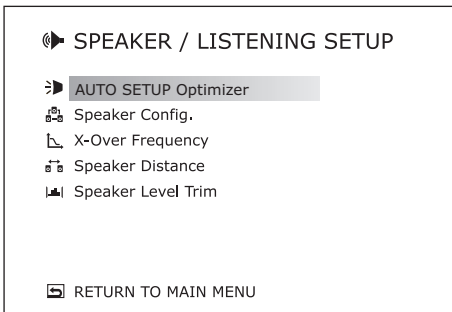 SPEAKER / LISTENING SETUP
AUTO SETUP Optimizer
Speaker Config.
X-Over Frequency
Speaker Distance
Speaker Level Trim
RETURN TO MAIN MENU